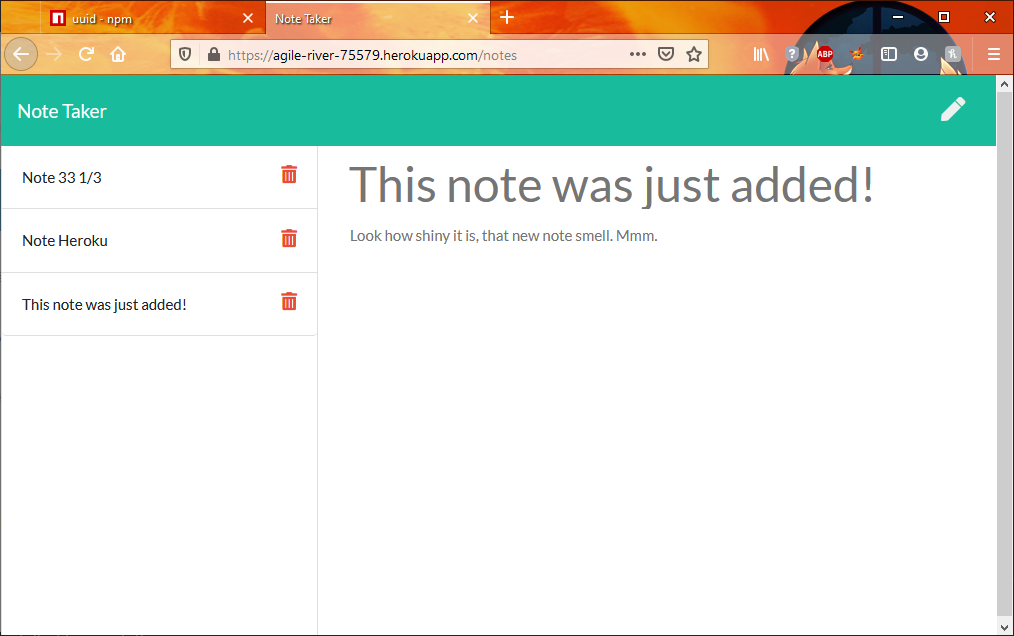 uuid - npm
Note Taker
https://agile-river-75579.herokuapp.com/notes
ABP
Note Taker
Note 33 1/3
Note Heroku
This note was just added!
This note was just added!
Look how shiny it is, that new note smell. Mmm.